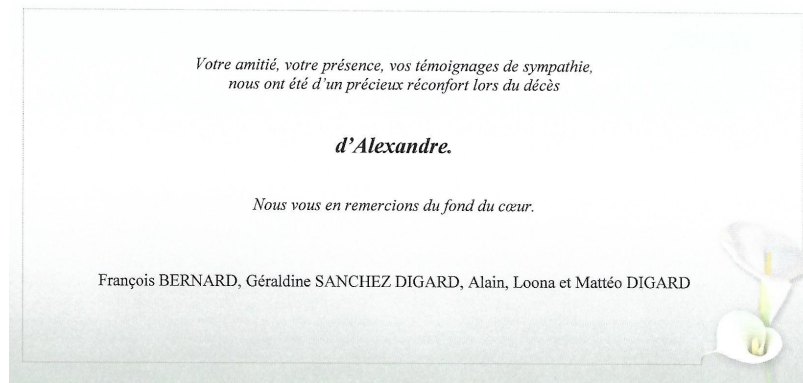 Votre amitié, votre présence, vos témoignages de sympathie,
nous ont été d'un précieux réconfort lors du décès
d'Alexandre.
Nous vous en remercions du fond du cœur.
François BERNARD, Géraldine SANCHEZ DIGARD, Alain, Loona et Mattéo DIGARD